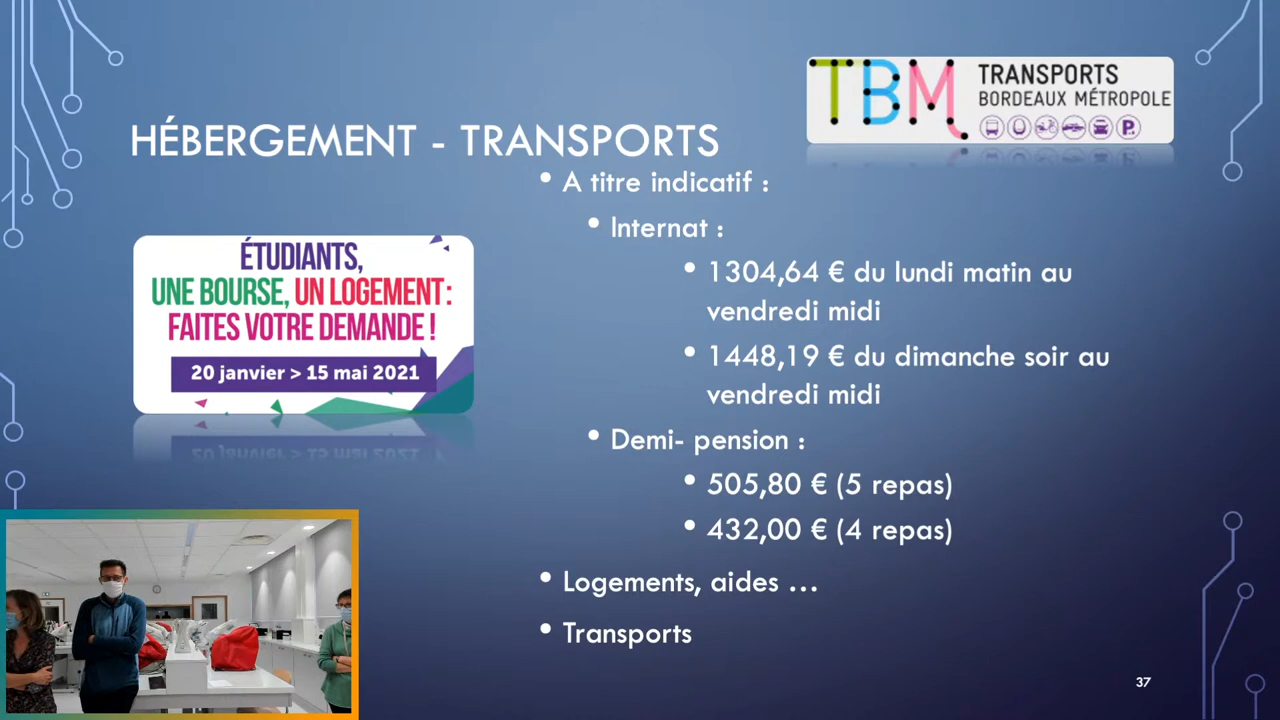 TBM
TRANSPORTS
BORDEAUX MÉTROPOLE
P
HÉBERGEMENT - TRANSPORTS
• A titre indicatif :
• Internat :
• 1304,64 € du lundi matin au
vendredi midi
• 1448,19 € du dimanche soir au
vendredi midi
• Demi- pension :
• 505,80 € (5 repas)
• 432,00 € (4 repas)
• Logements, aides ...
• Transports
ÉTUDIANTS,
UNE BOURSE, UN LOGEMENT :
FAITES VOTRE DEMANDE !
20 janvier > 15 mai 2021
37